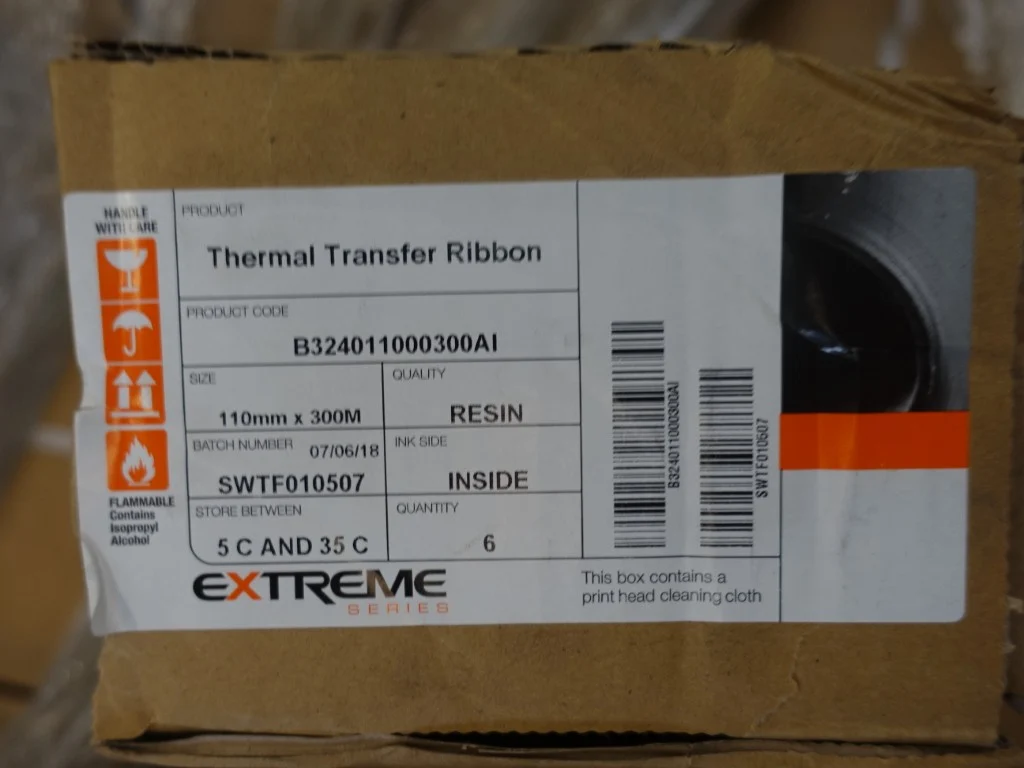 HANDLE
WITH CARE
FLAMMABLE
Contains
Isopropyl
Alcohol
PRODUCT
Thermal Transfer Ribbon
PRODUCT CODE
B324011000300AI
SIZE
110mm x 300M
QUALITY
RESIN
BATCH NUMBER 07/06/18
SWTF010507
INK SIDE
INSIDE
STORE BETWEEN
5 C AND 35 C
QUANTITY
6
EXTREME
SERIES
B324011000300AI
SWTF010507
This box contains a
print head cleaning cloth